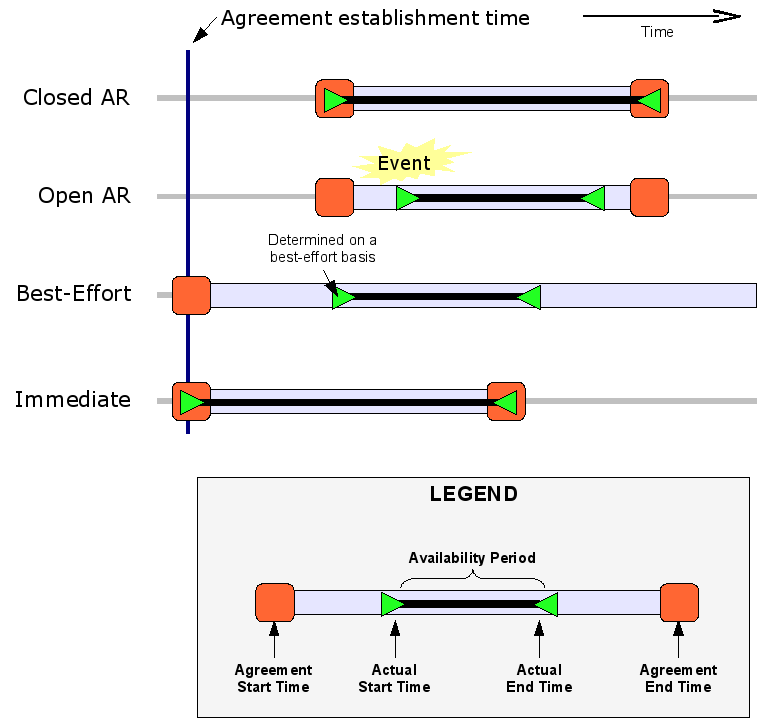 Agreement establishment time
Time
Closed AR
Event
Open AR
Determined on a
best-effort basis
Best-Effort
Immediate
LEGEND
Availability Period
Agreement
Start Time
Actual
Start Time
Actual
End Time
Agreement
End Time